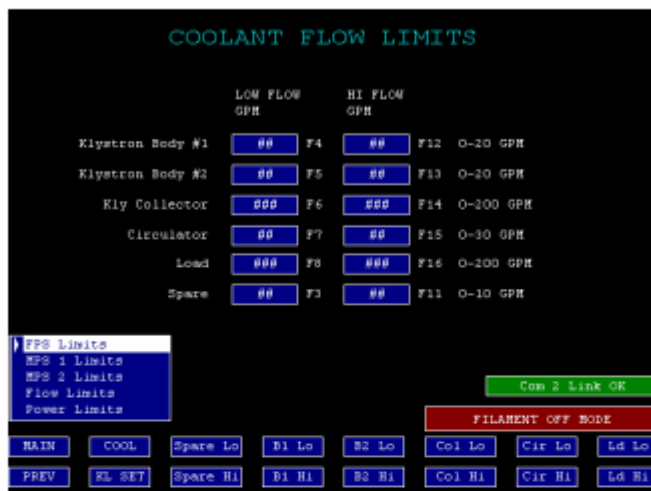 COOLANT FLOW LIMITS
LOW FLOW GPM HI FLOW GPM
Klystron Body #1 ## F4 ## F12 0-20 GPM
Klystron Body #2 ## F5 ## F13 0-20 GPM
Kly Collector ### F6 ### F14 0-200 GPM
Circulator ## F7 ## F15 0-30 GPM
Load ### F8 ### F16 0-200 GPM
Spare ## F3 ## F11 0-10 GPM
FPS Limits
MPS 1 Limits
MPS 2 Limits
Flow Limits
Power Limits
Com 2 Link OK
FILAMENT OFF MODE
MAIN COOL Spare Lo B1 Lo B2 Lo Col Lo Cir Lo Ld Lo
PREV KL SET Spare Hi B1 Hi B2 Hi Col Hi Cir Hi Ld Hi